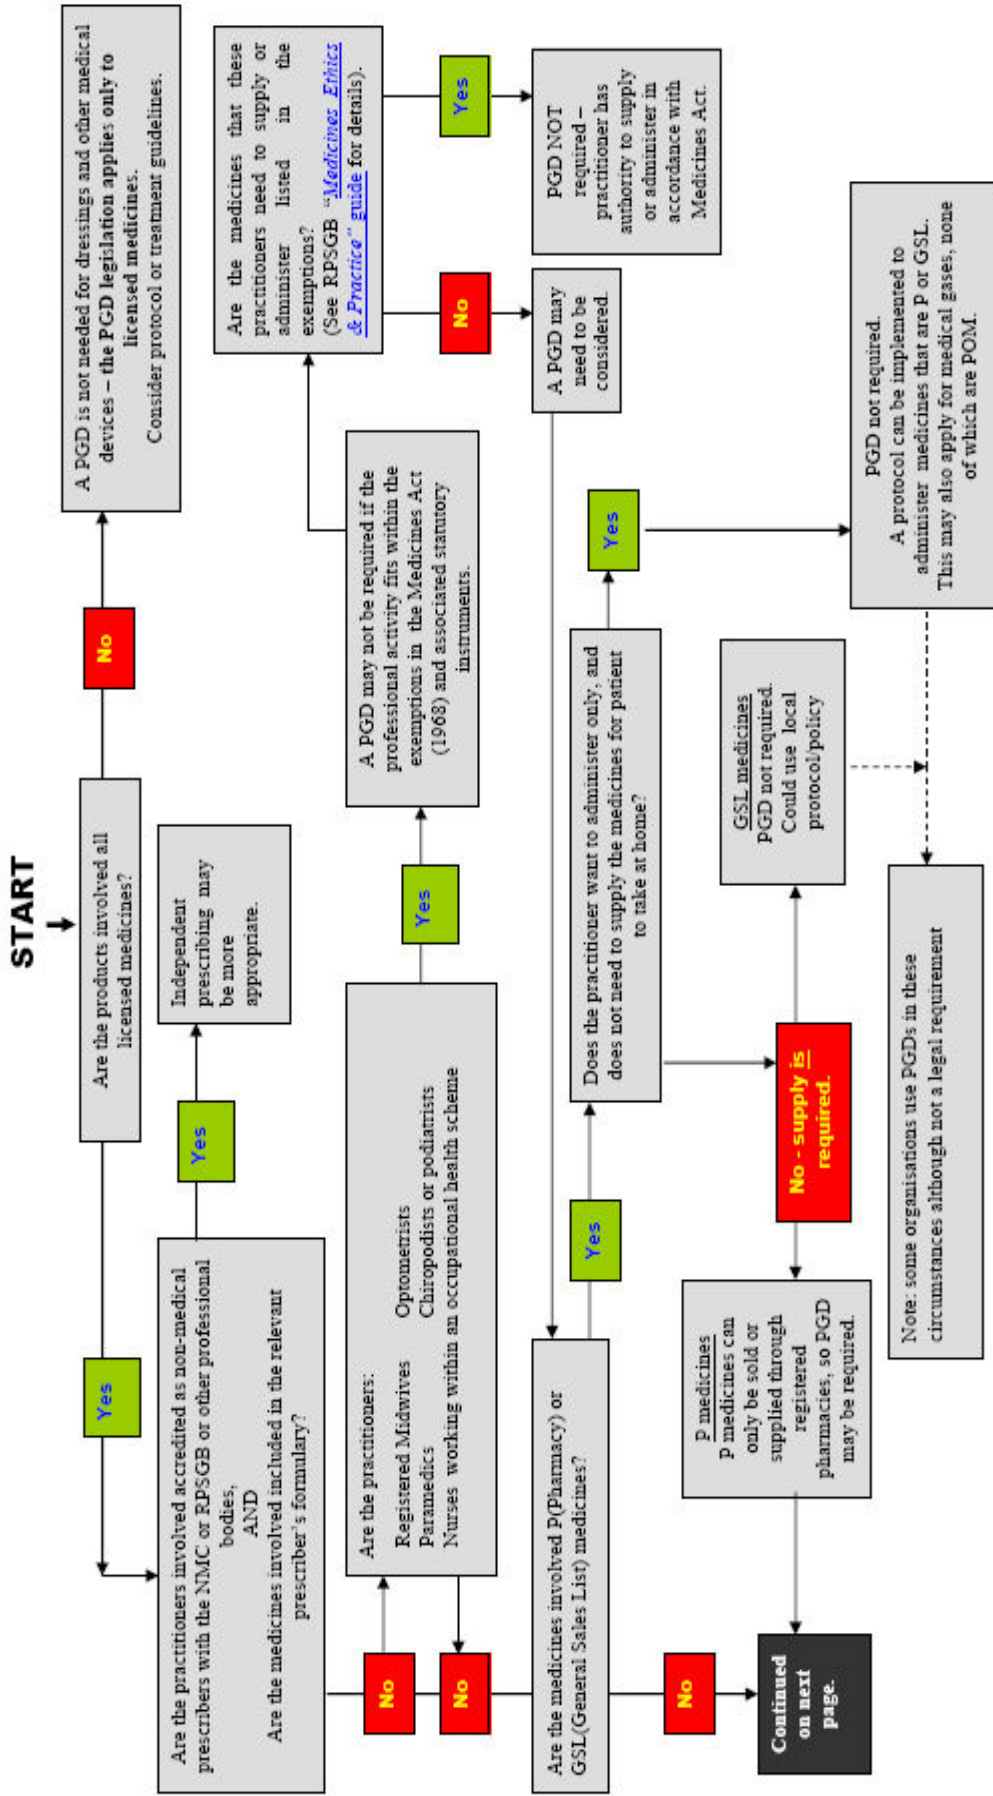 START
Are the products involved all
licensed medicines?
No
A PGD is not needed for dressings and other medical
devices – the PGD legislation applies only to
licensed medicines.
Consider protocol or treatment guidelines.
Yes
Are the practitioners involved accredited as non-medical
prescribers with the NMC or RPSGB or other professional
bodies,
AND
Are the medicines involved included in the relevant
prescriber's formulary?
Yes
Independent
prescribing may
be more
appropriate.
No
Are the practitioners:
Registered Midwives Optometrists
Paramedics Chiropodists or podiatrists
Nurses working within an occupational health scheme
Yes
A PGD may not be required if the
professional activity fits within the
exemptions in the Medicines Act
(1968) and associated statutory
instruments.
Are the medicines that these
practitioners need to supply or
administer listed in the
exemptions?
(See RPSGB "Medicines Ethics
& Practice" guide for details).
Yes
PGD NOT
required –
practitioner has
authority to supply
or administer in
accordance with
Medicines Act.
No
A PGD may
need to be
considered.
No
Are the medicines involved P(Pharmacy) or
GSL(General Sales List) medicines?
Yes
Does the practitioner want to administer only, and
does not need to supply the medicines for patient
to take at home?
Yes
PGD not required.
A protocol can be implemented to
administer medicines that are P or GSL.
This may also apply for medical gases, none
of which are POM.
No - supply is
required.
GSL medicines
PGD not required.
Could use local
protocol/policy
P medicines
P medicines can
only be sold or
supplied through
registered
pharmacies, so PGD
may be required.
No
Continued
on next
page.
Note: some organisations use PGDs in these
circumstances although not a legal requirement